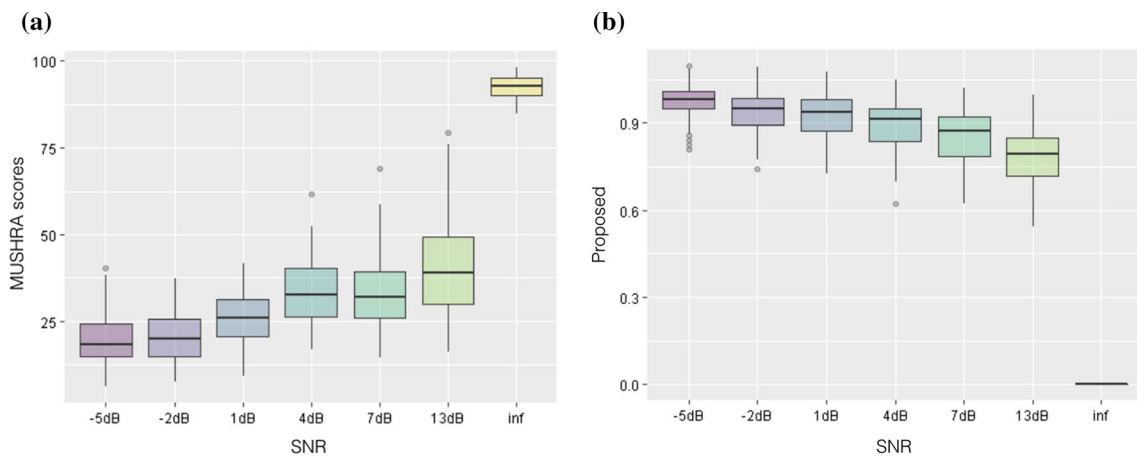 (a)
100
75
50
25
MUSHRA scores
-5dB -2dB 1dB 4dB 7dB 13dB inf
SNR
(b)
0.9
0.6
0.3
0.0
Proposed
-5dB -2dB 1dB 4dB 7dB 13dB inf
SNR